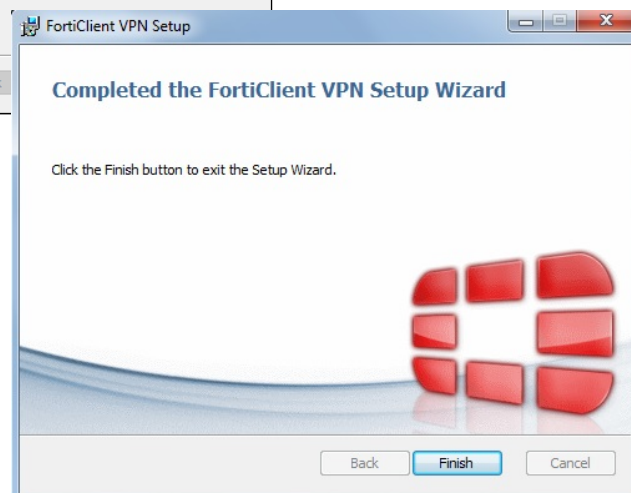 FortiClient VPN Setup
Completed the FortiClient VPN Setup Wizard
Click the Finish button to exit the Setup Wizard.
Back
Finish
Cancel